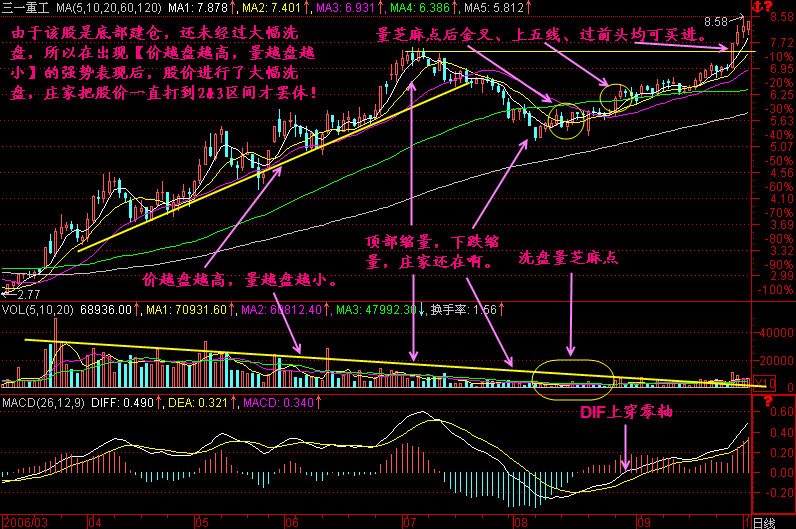 三一重工 MA(5,10,20,60,120) MA1: 7.878↑, MA2: 7.401↑, MA3: 6.931↑, MA4: 6.386↑, MA5: 5.812↑
由于该股是底部建仓，还未经过大幅洗
盘，所以在出现【价越盘越高，量越盘越
小】的强势表现后，股价进行了大幅洗
盘，庄家把股价一直打到2&3区间才罢休！
量芝麻点后金叉、上五线、过前头均可买进。
8.58
8.58
7.72
-10%
6.95
20%
6.25
30%
5.63
40%
5.07
-50%
4.56
60%
4.10
-70%
3.69
-80%
3.32
-90%
2.99
-100%
顶部缩量，下跌缩
量，庄家还在啊。
洗盘量芝麻点
价越盘越高，量越盘越小。
2.77
VOL(5,10,20) 68936.00↑, MA1: 70931.60↑, MA2: 60812.40↑, MA3: 47992.30↓, 换手率: 1.56↑
40000
20000
X10
MACD(26,12,9) DIFF: 0.490↑, DEA: 0.321↑, MACD: 0.340↑
?
DIF上穿零轴
0.60
0.40
0.20
0.00
-0.20
2006/03 04 05 06 07 08 09 1 日线